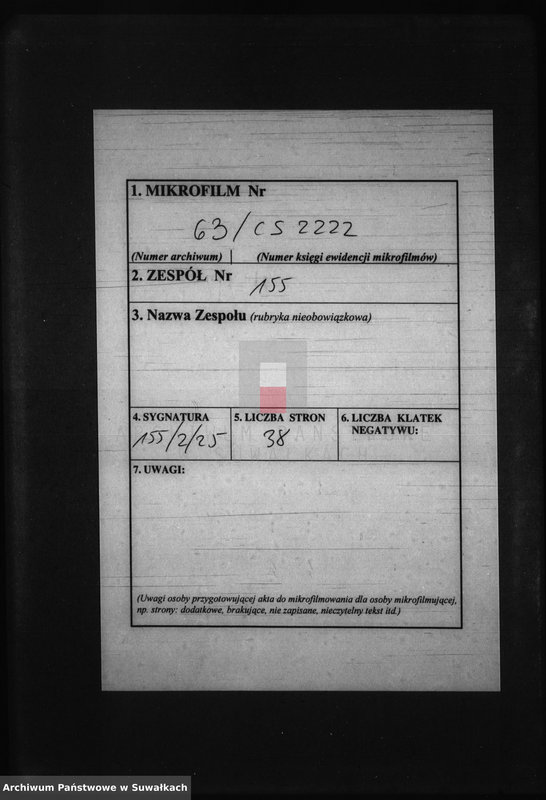 1. MIKROFILM Nr
63/CS 2222
(Numer archiwum) (Numer księgi ewidencji mikrofilmów)
2. ZESPÓŁ Nr
155
3. Nazwa Zespołu (rubryka nieobowiązkowa)
4. SYGNATURA
155/2/25
5. LICZBA STRON
38
6. LICZBA KLATEK
NEGATYWU:
7. UWAGI:
(Uwagi osoby przygotowującej akta do mikrofilmowania dla osoby mikrofilmującej,
np. strony: dodatkowe, brakujące, nie zapisane, nieczytelny tekst itd.)
Archiwum Państwowe w Suwałkach